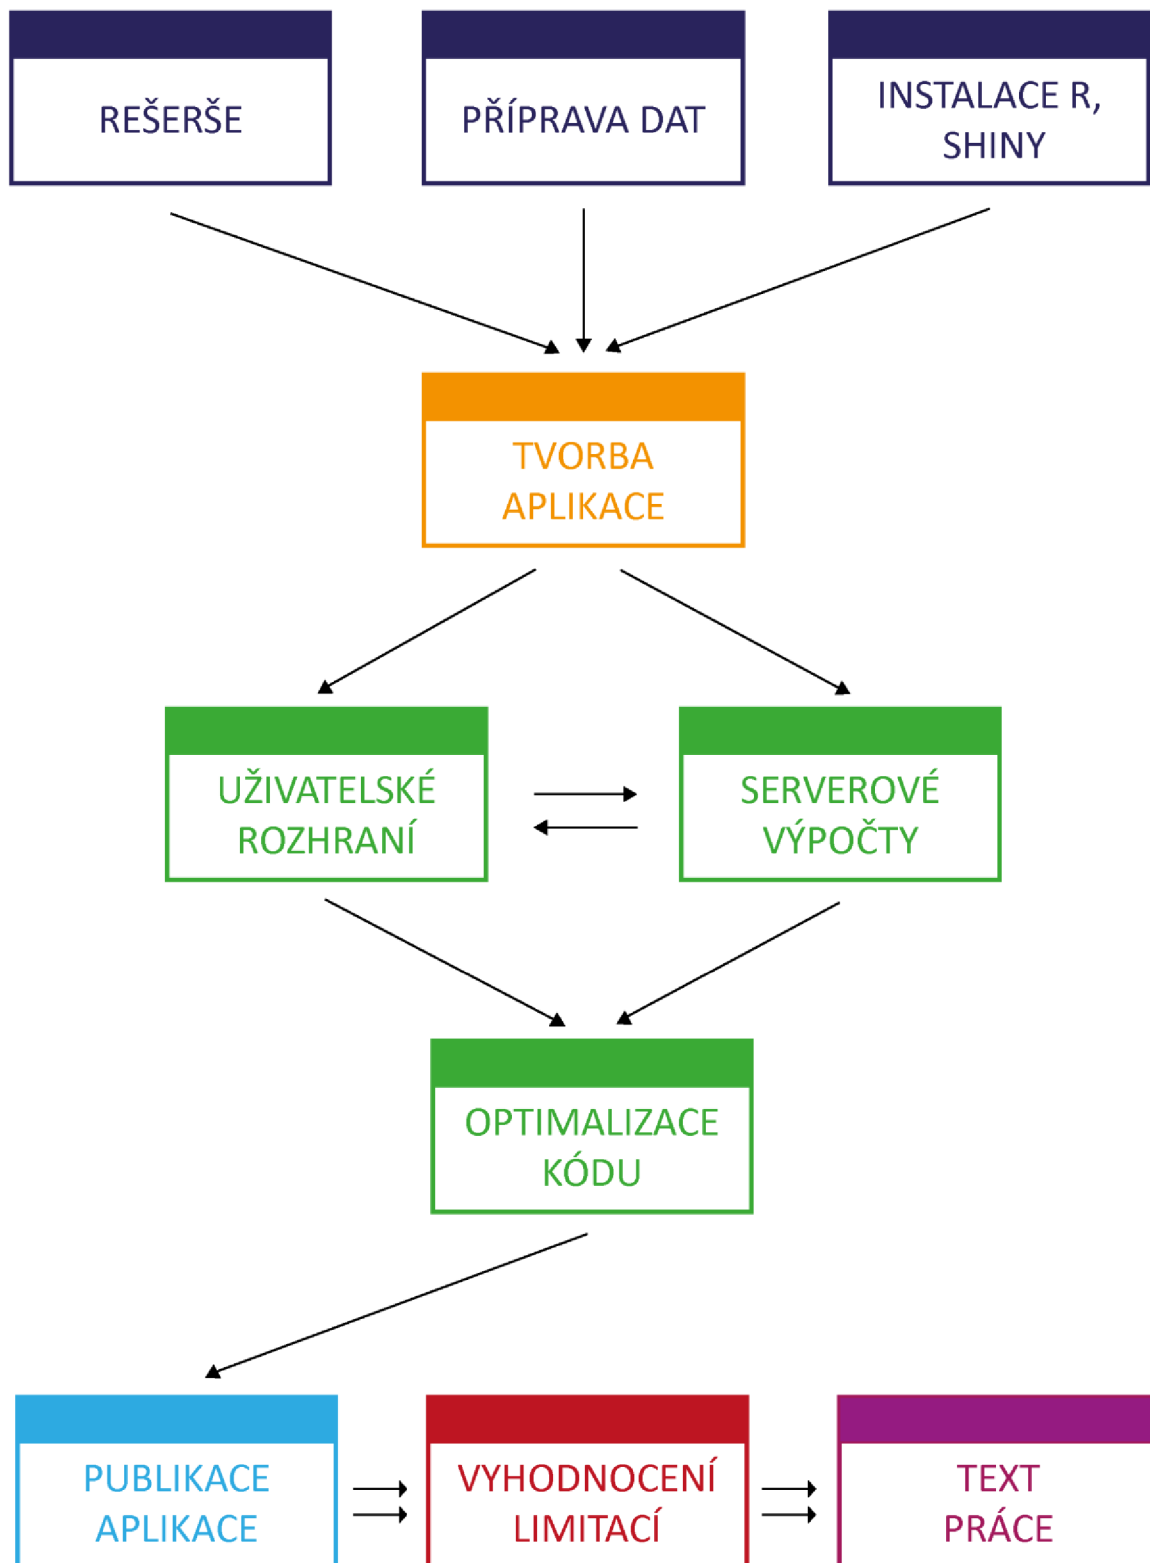 REŠERŠE
PŘÍPRAVA DAT
INSTALACE R,
SHINY
TVORBA
APLIKACE
UŽIVATELSKÉ
ROZHRANÍ
SERVEROVÉ
VÝPOČTY
OPTIMALIZACE
KÓDU
PUBLIKACE
APLIKACE
VYHODNOCENÍ
LIMITACÍ
TEXT
PRÁCE